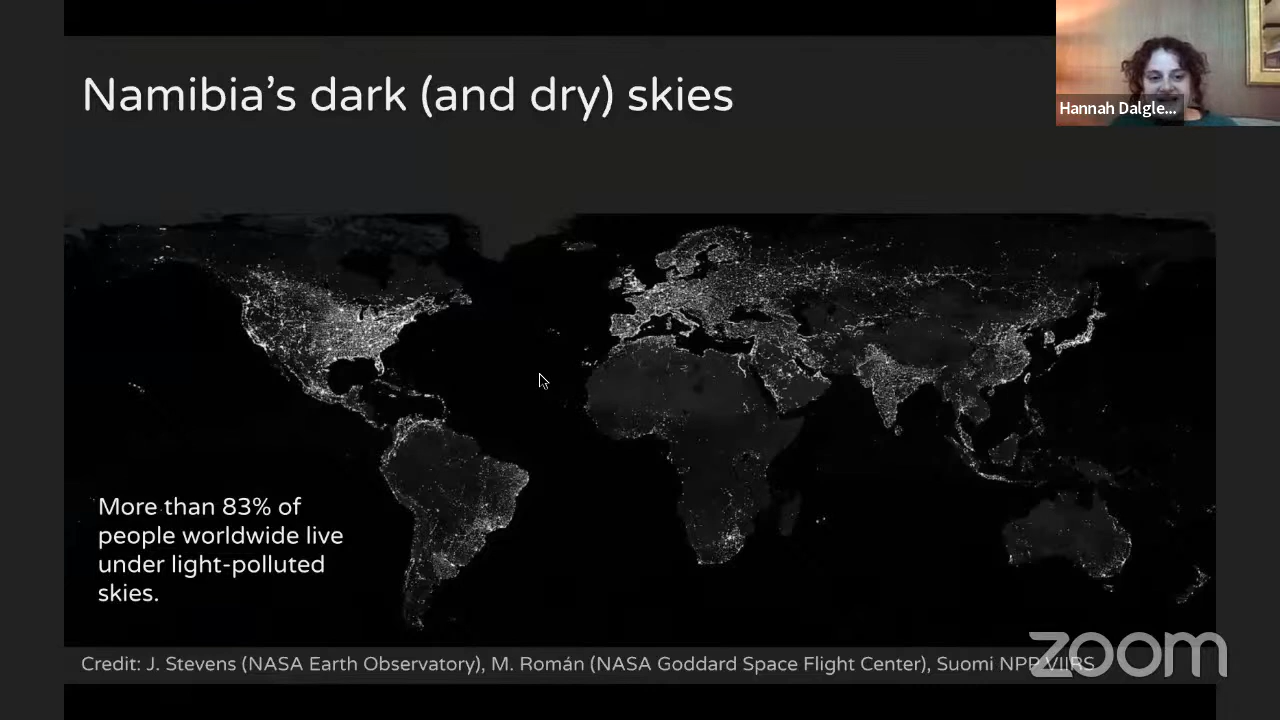 Namibia's dark (and dry) skies
Hannah Dalgle...
More than 83% of
people worldwide live
under light-polluted
skies.
Credit: J. Stevens (NASA Earth Observatory), M. Román (NASA Goddard Space Flight Center), Suomi NPP VIIRS
zoom